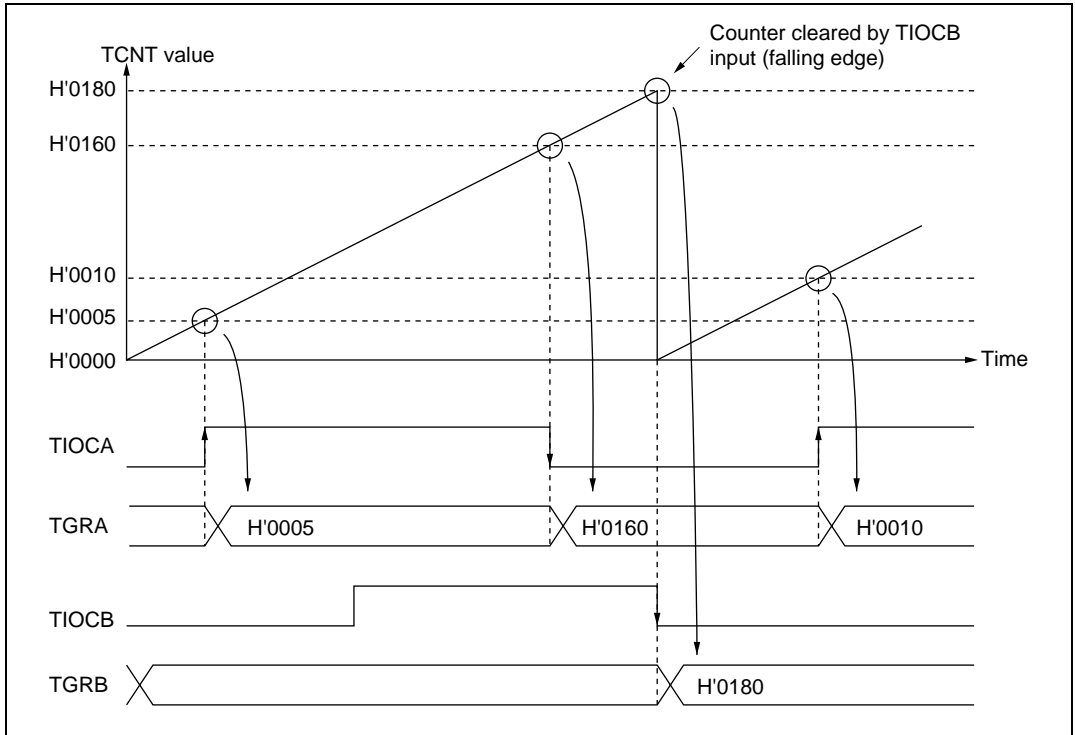 Counter cleared by TIOCB
input (falling edge)
TCNT value
H'0180
H'0160
H'0010
H'0005
H'0000
Time
TIOCA
TGRA
H'0005
H'0160
H'0010
TIOCB
TGRB
H'0180